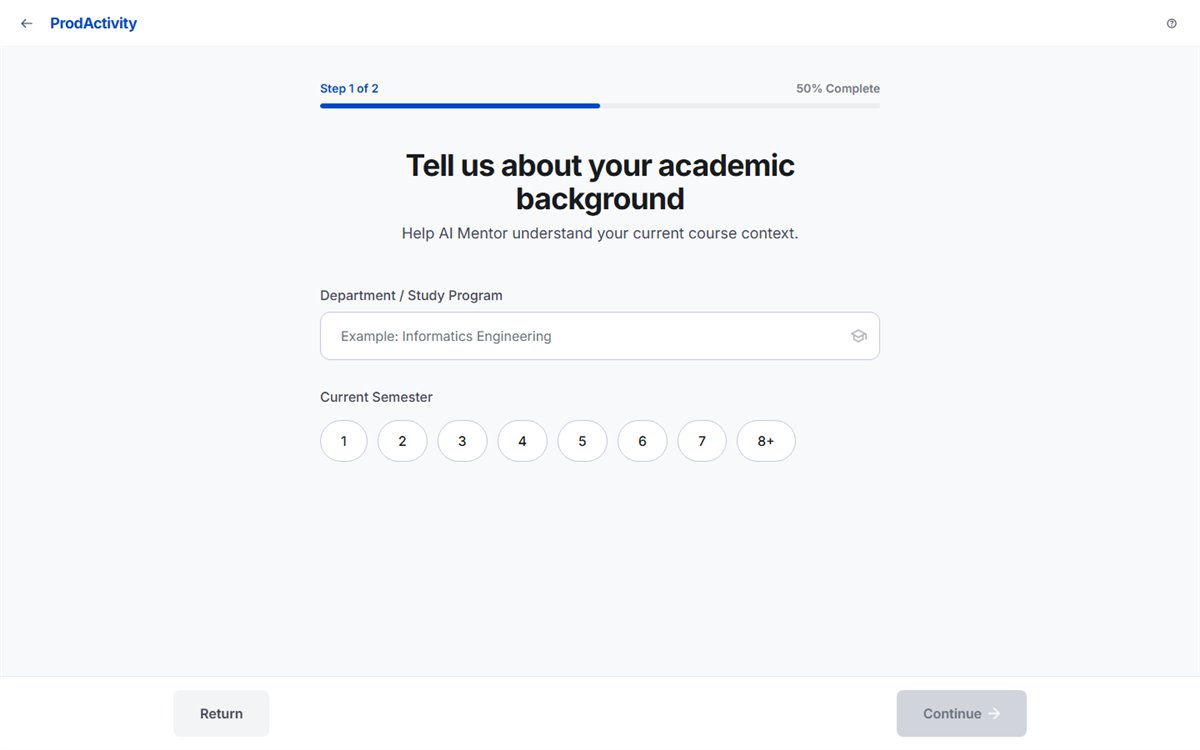 ProdActivity
Step 1 of 2
50% Complete
Tell us about your academic
background
Help AI Mentor understand your current course context.
Department / Study Program
Example: Informatics Engineering
Current Semester
1 2 3 4 5 6 7 8+
Return
Continue